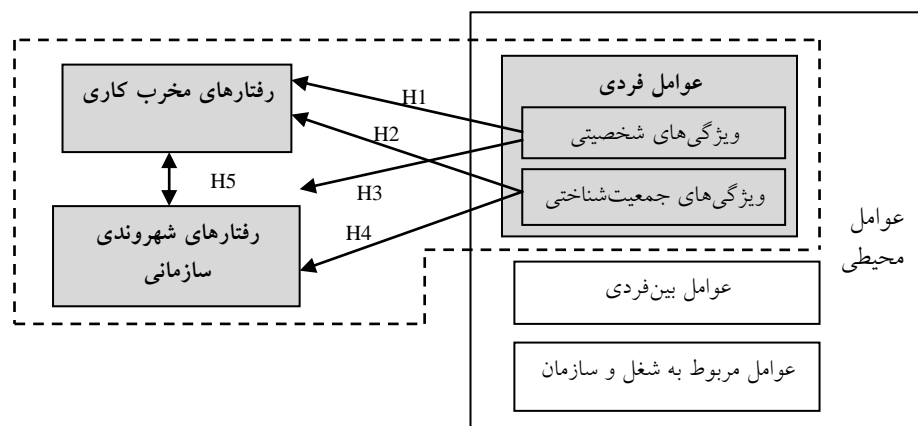 عوامل فردی
ویژگی‌های شخصیتی
ویژگی‌های جمعیت‌شناختی
عوامل بین‌فردی
عوامل مربوط به شغل و سازمان
عوامل
محیطی
H1
H2
H3
H4
H5
رفتارهای مخرب کاری
رفتارهای شهروندی
سازمانی